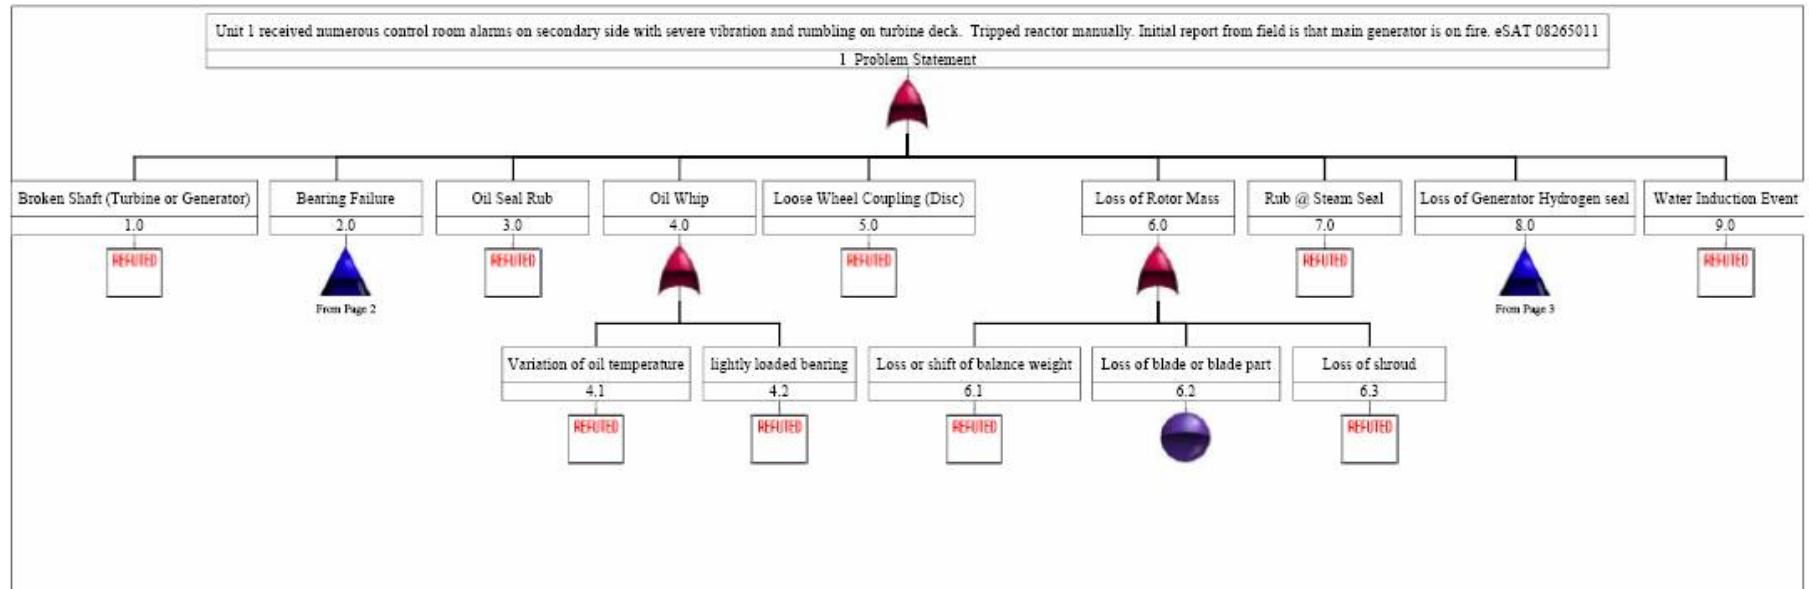 Unit 1 received numerous control room alarms on secondary side with severe vibration and rumbling on turbine deck. Tripped reactor manually. Initial report from field is that main generator is on fire. eSAT 08265011
1 Problem Statement
Broken Shaft (Turbine or Generator)
1.0
REFUTED
Bearing Failure
2.0
From Page 2
Oil Seal Rub
3.0
REFUTED
Oil Whip
4.0
Loose Wheel Coupling (Disc)
5.0
REFUTED
Loss of Rotor Mass
6.0
Rub @ Steam Seal
7.0
REFUTED
Loss of Generator Hydrogen seal
8.0
From Page 3
Water Induction Event
9.0
REFUTED
Variation of oil temperature
4.1
REFUTED
lightly loaded bearing
4.2
REFUTED
Loss or shift of balance weight
6.1
REFUTED
Loss of blade or blade part
6.2
Loss of shroud
6.3
REFUTED